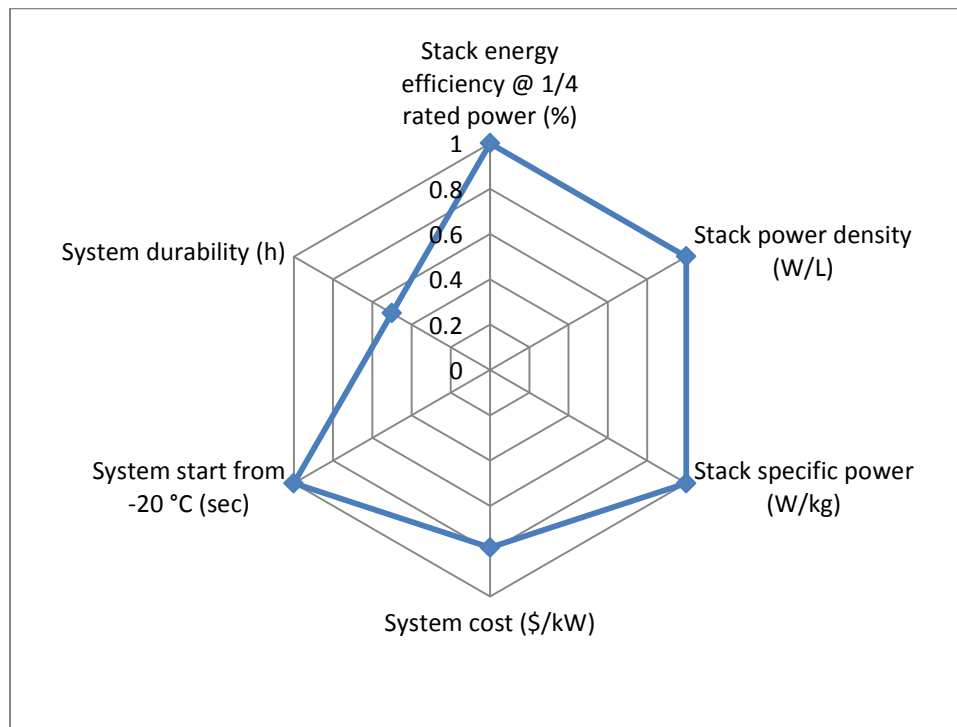 Stack energy
efficiency @ 1/4
rated power (%)
1
0.8
0.6
0.4
0.2
0
Stack power density
(W/L)
Stack specific power
(W/kg)
System cost ($/kW)
System start from
-20 °C (sec)
System durability (h)